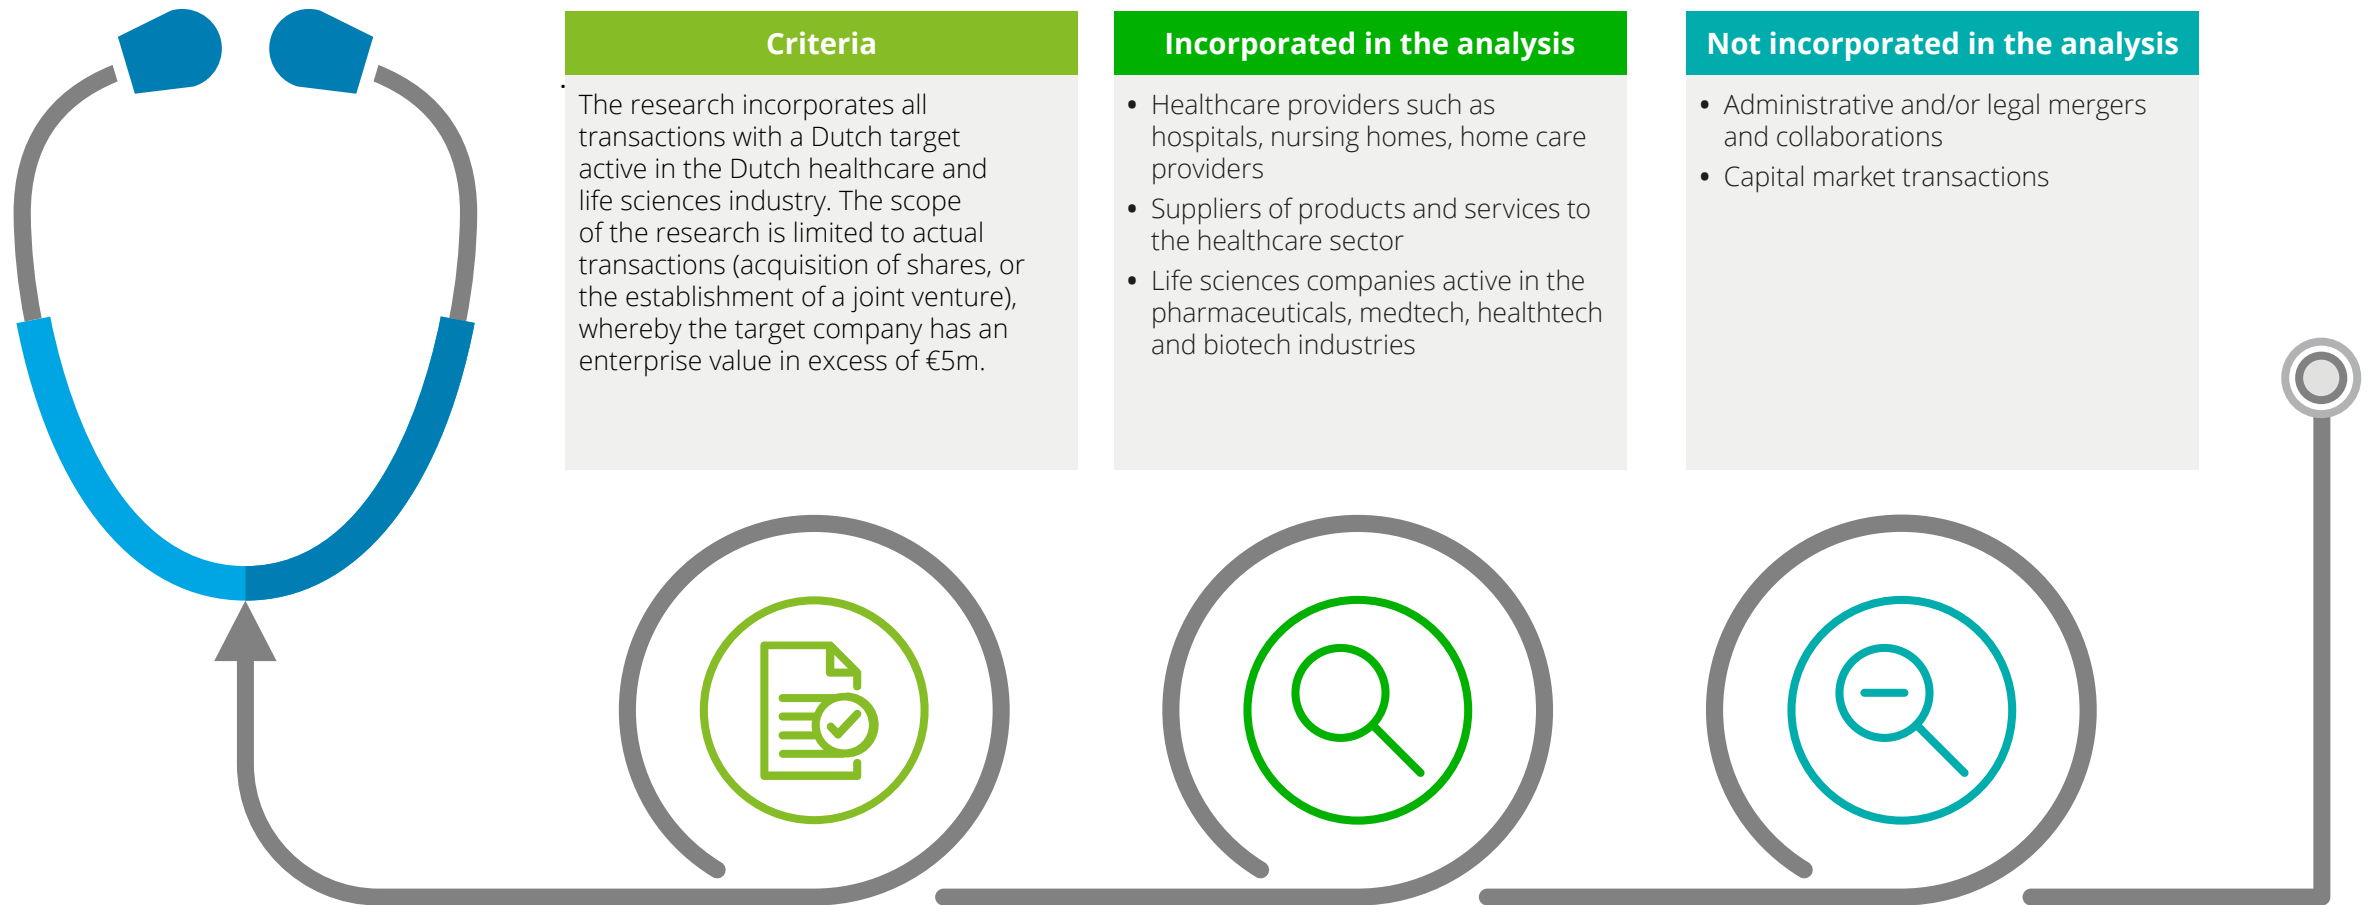 Criteria
The research incorporates all
transactions with a Dutch target
active in the Dutch healthcare and
life sciences industry. The scope
of the research is limited to actual
transactions (acquisition of shares, or
the establishment of a joint venture),
whereby the target company has an
enterprise value in excess of €5m.
Incorporated in the analysis
• Healthcare providers such as
hospitals, nursing homes, home care
providers
• Suppliers of products and services to
the healthcare sector
• Life sciences companies active in the
pharmaceuticals, medtech, healthtech
and biotech industries
Not incorporated in the analysis
• Administrative and/or legal mergers
and collaborations
• Capital market transactions